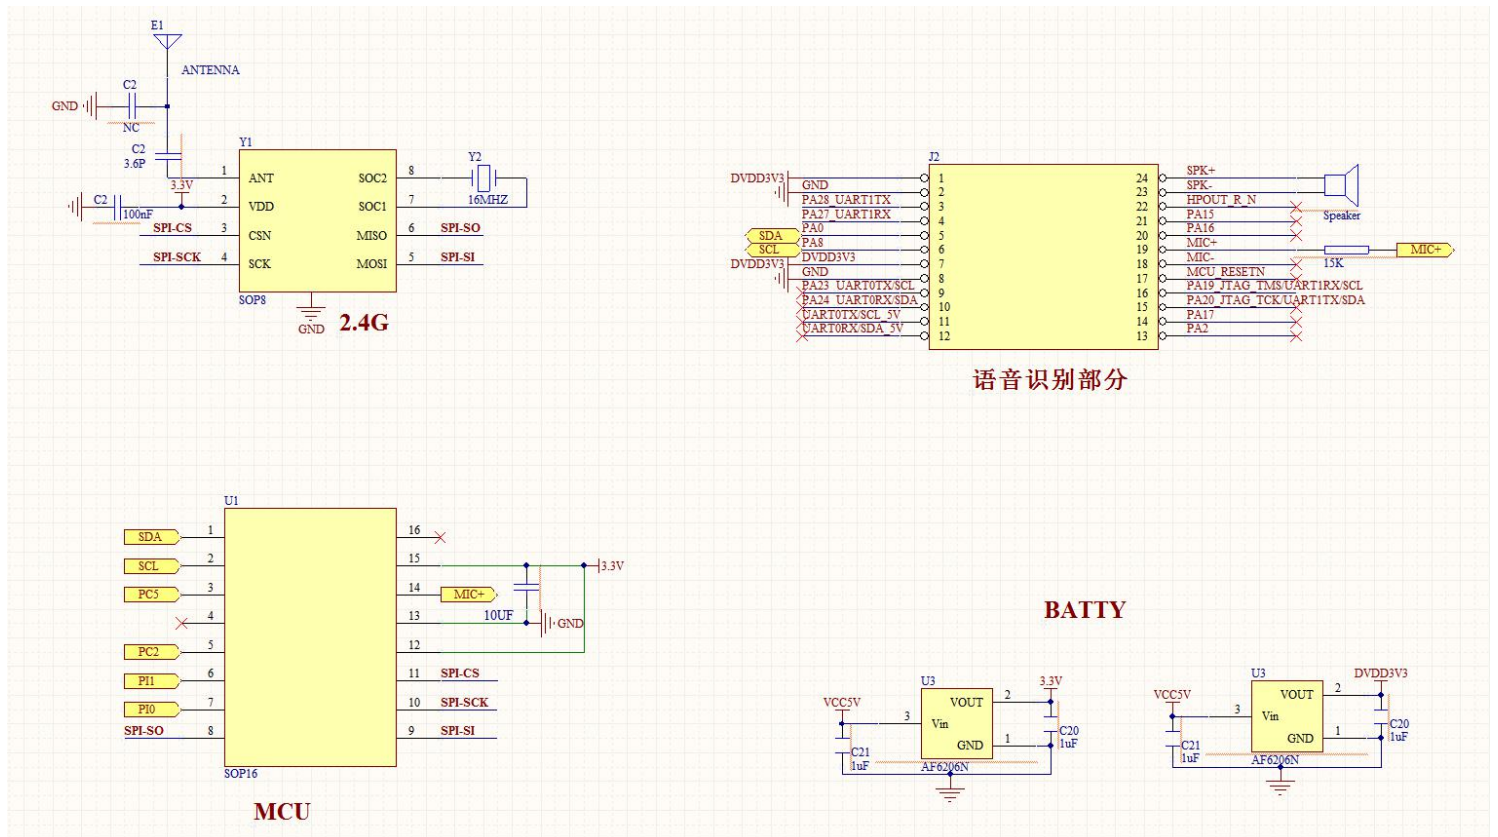 E1
ANTENNA
C2
GND
NC
C2
3.6P
3.3V
C2
100nF
Y1
1 ANT SOC2 8
2 VDD SOC1 7
3 CSN MISO 6
4 SCK MOSI 5
SPI-CS
SPI-SCK
SPI-SO
SPI-SI
Y2
16MHZ
SOP8
GND
2.4G
J2
DVDD3V3 1
GND 2
PA28_UART1TX 3
PA27_UART1RX 4
SDA PA0 5
SCL PA8 6
DVDD3V3 DVDD3V3 7
GND 8
PA23_UART0TX/SCL 9
PA24_UART0RX/SDA 10
UART0TX/SCL_5V 11
UART0RX/SDA_5V 12
24 SPK+
23 SPK-
22 HPOUT_R_N
21 PA15
20 PA16
19 MIC+
18 MIC-
17 MCU_RESETN
16 PA19_JTAG_TMS/UART1RX/SCL
15 PA20_JTAG_TCK/UART1TX/SDA
14 PA17
13 PA2
Speaker
15K
MIC+
语音识别部分
U1
SDA 1
SCL 2
PC5 3
4
PC2 5
PI1 6
PI0 7
SPI-SO 8
16
15
14 MIC+
13
12
11 SPI-CS
10 SPI-SCK
9 SPI-SI
3.3V
10UF
GND
SOP16
MCU
BATTY
U3
VCC5V
3 Vin
VOUT 2
GND 1
3.3V
C21
1uF
C20
1uF
AF6206N
U3
VCC5V
3 Vin
VOUT 2
GND 1
DVDD3V3
C21
1uF
C20
1uF
AF6206N